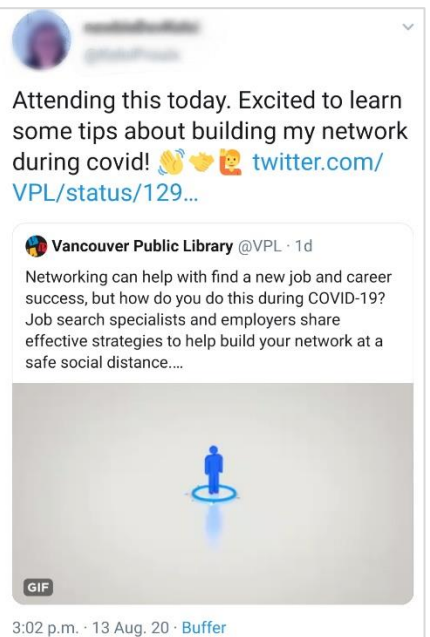 Attending this today. Excited to learn
some tips about building my network
during covid! 👋🤝🙋 twitter.com/
VPL/status/129…
Vancouver Public Library @VPL · 1d
Networking can help with find a new job and career
success, but how do you do this during COVID-19?
Job search specialists and employers share
effective strategies to help build your network at a
safe social distance....
GIF
3:02 p.m. · 13 Aug. 20 · Buffer